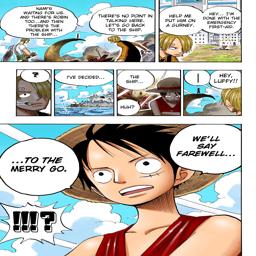 HEY... I'M
DONE WITH THE
EMERGENCY
FIRST-AID.
HELP ME
PUT HIM
ON A
GURNEY.
THERE'S NO
POINT IN
TALKING HERE.
LET'S GO
BACK TO
THE SHIP...
NAMI'S
WAITING FOR
US. AND
THERE'S ROBIN
TOO...AND THEN
THERE'S THE
PROBLEM WITH
THE SHIP...
HEY,
LUFFY!!
!
THE
SHIP...
HUH?
I'VE DECIDED...
?
WE'LL
SAY
FAREWELL...
...TO THE
MERRY GO.
!!!?